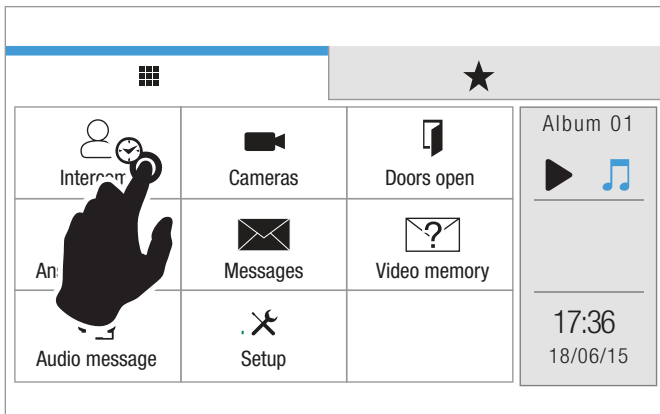 Album 01
Cameras
Doors open
Messages
Video memory
17:36
Audio message
Setup
18/06/15